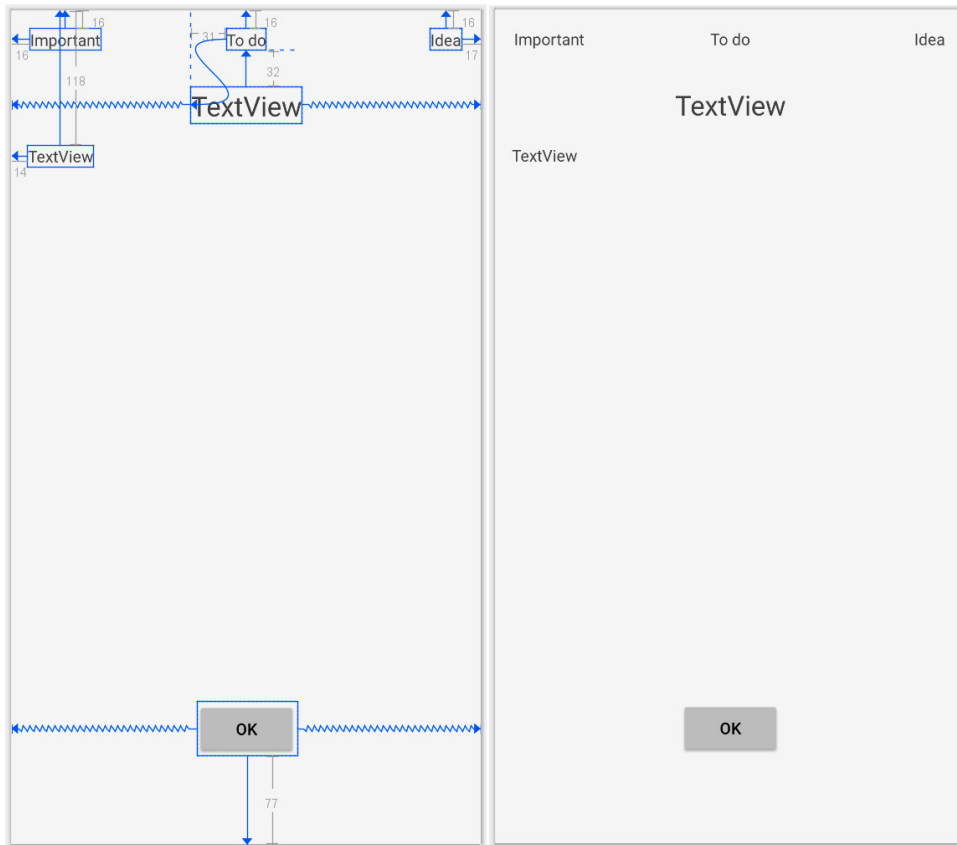 16 16 16
Important To do Idea
16 31 17
118 32
TextView
TextView
14
OK
77
Important To do Idea
TextView
TextView
OK